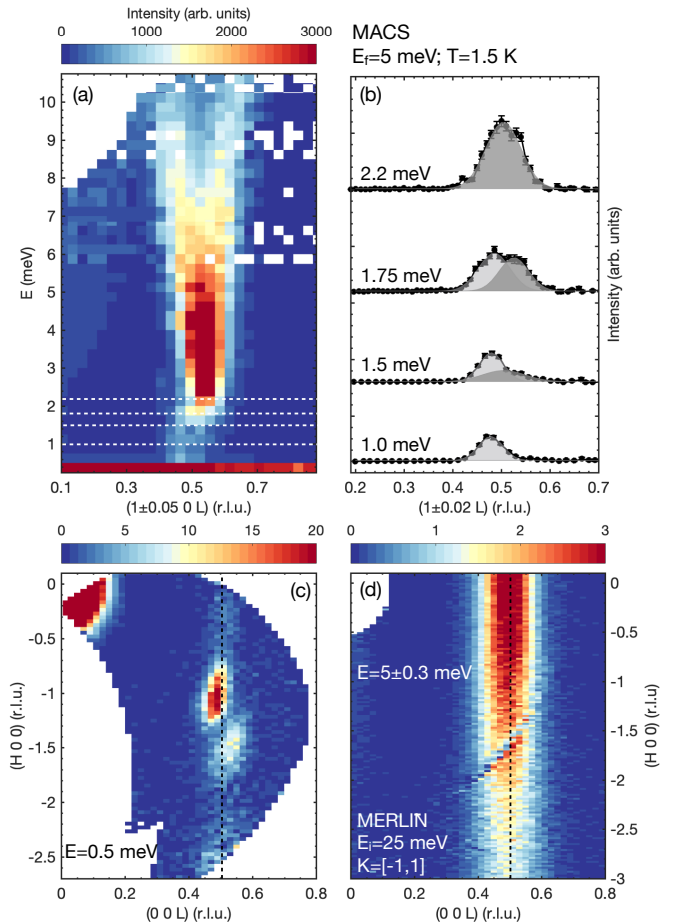 Intensity (arb. units)
0 1000 2000 3000
MACS
E_f=5 meV; T=1.5 K
(a)
10
9
8
7
6
5
4
3
2
1
E (meV)
0.1 0.3 0.5 0.7
(1±0.05 0 L) (r.l.u.)
(b)
2.2 meV
1.75 meV
1.5 meV
1.0 meV
Intensity (arb. units)
0.2 0.3 0.4 0.5 0.6 0.7
(1±0.02 L) (r.l.u.)
0 5 10 15 20
(c)
0
-0.5
-1
-1.5
-2
-2.5
(H 0 0) (r.l.u.)
E=0.5 meV
0 0.2 0.4 0.6 0.8
(0 0 L) (r.l.u.)
0 1 2 3
(d)
E=5±0.3 meV
MERLIN
E_i=25 meV
K=[-1,1]
0
-0.5
-1
-1.5
-2
-2.5
-3
(H 0 0) (r.l.u)
0 0.2 0.4 0.6 0.8
(0 0 L) (r.l.u.)